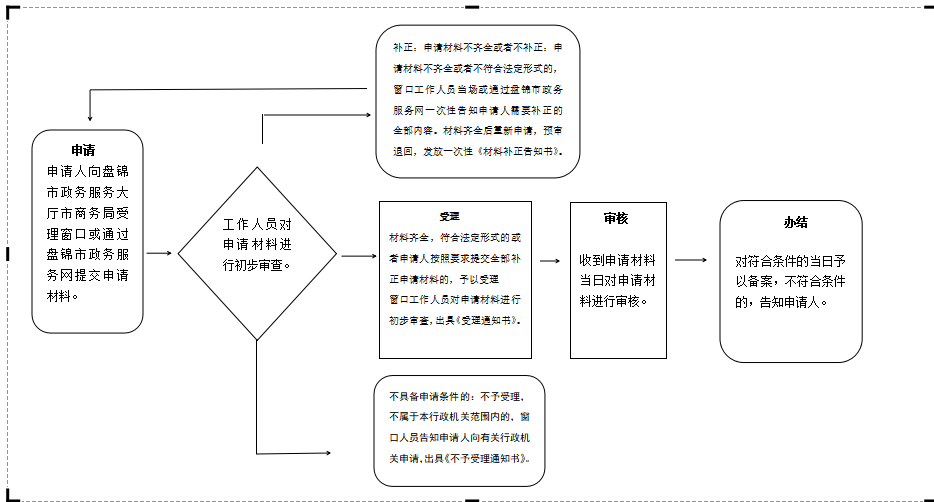 补正：申请材料不齐全或者不补正：申
请材料不齐全或者不符合法定形式的，
窗口工作人员当场或通过盘锦市政务
服务网一次性告知申请人需要补正的
全部内容。材料齐全后重新申请，预审
退回，发放一次性《材料补正告知书》。
申请
申请人向盘锦
市政务服务大
厅市商务局受
理窗口或通过
盘锦市政务服
务网提交申请
材料。
工作人员对
申请材料进
行初步审查。
受理
材料齐全，符合法定形式的或
者申请人按照要求提交全部补
正申请材料的，予以受理
窗口工作人员对申请材料进行
初步审查，出具《受理通知书》。
审核
收到申请材料
当日对申请材
料进行审核。
办结
对符合条件的当日予
以备案，不符合条件
的，告知申请人。
不具备申请条件的：不予受理，
不属于本行政机关范围内的，窗
口人员告知申请人向有关行政机
关申请，出具《不予受理通知书》。